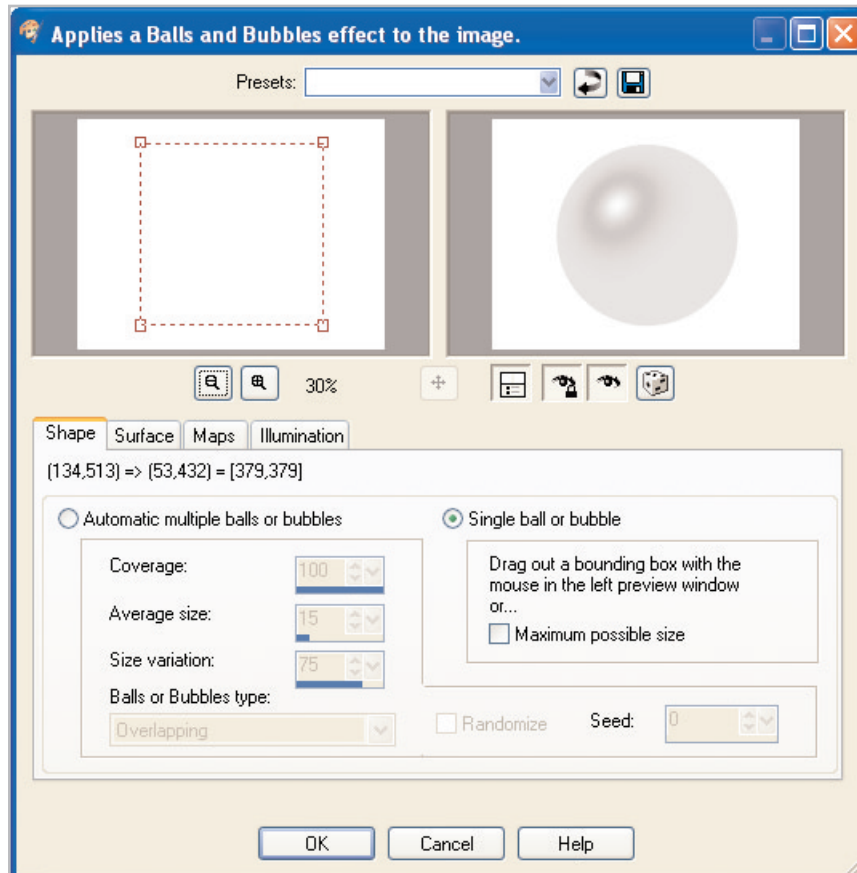 Applies a Balls and Bubbles effect to the image.
Presets:
30%
Shape Surface Maps Illumination
(134,513) => (53,432) = [379,379]
Automatic multiple balls or bubbles
Coverage: 100
Average size: 15
Size variation: 75
Balls or Bubbles type:
Overlapping
Single ball or bubble
Drag out a bounding box with the
mouse in the left preview window
or...
Maximum possible size
Randomize Seed: 0
OK Cancel Help